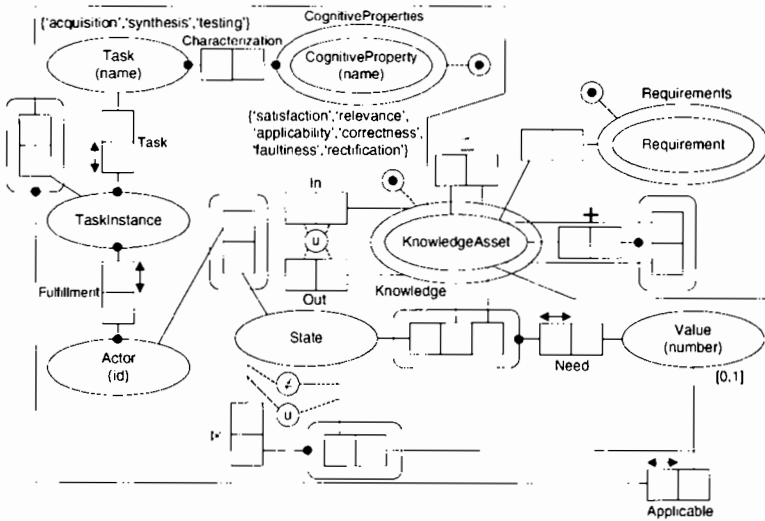 CognitiveProperties
{'acquisition','synthesis','testing'}
Characterization
Task
(name)
CognitiveProperty
(name)
Requirements
{'satisfaction','relevance',
'applicability','correctness',
'faultiness','rectification'}
Requirement
Task
In
TaskInstance
u
KnowledgeAsset
+
Fulfillment
Out
Knowledge
State
Value
(number)
Actor
(id)
Need
[0,1]
u
Applicable